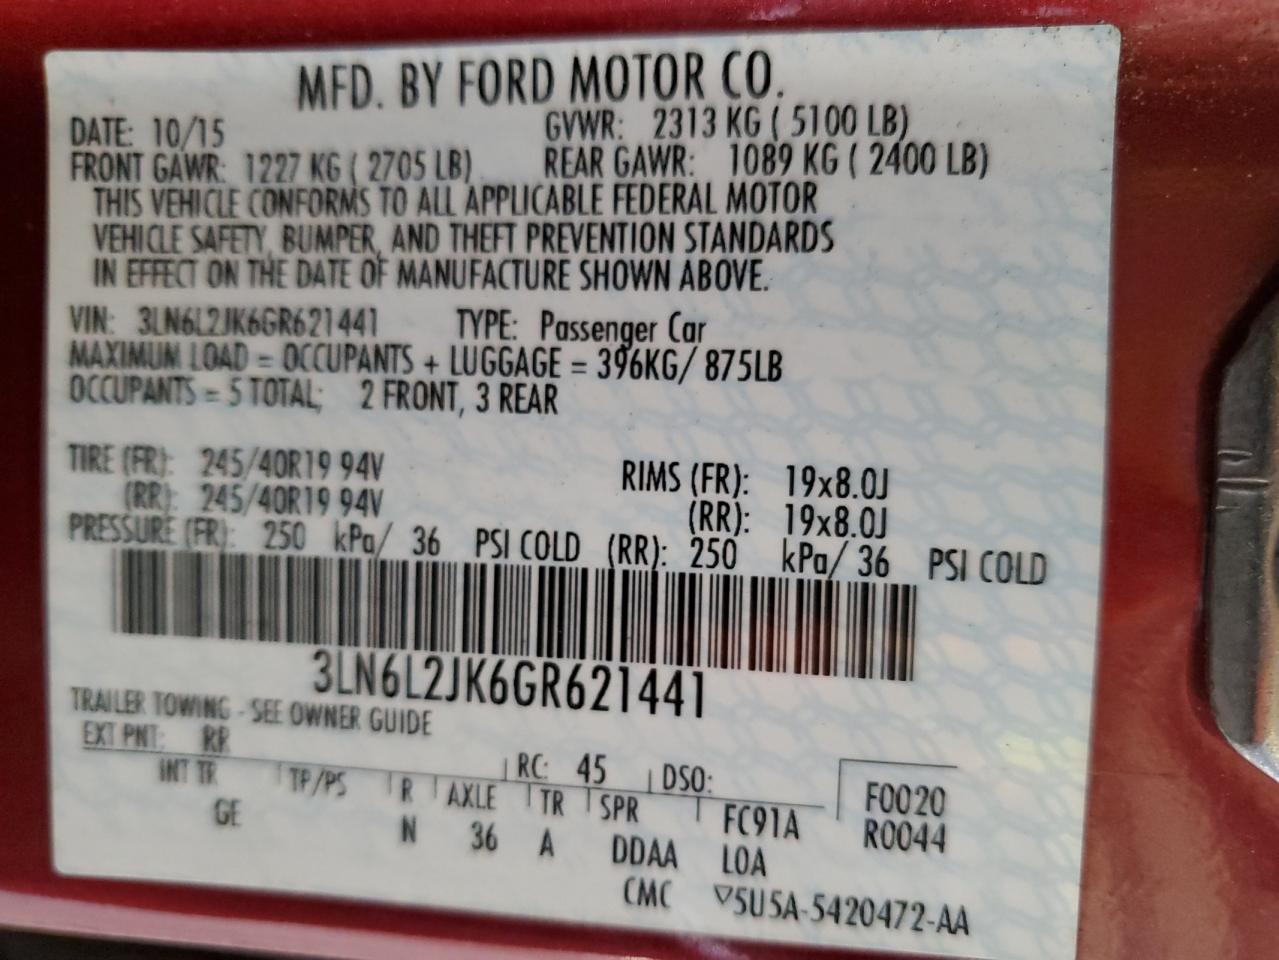 MFD. BY FORD MOTOR CO.
DATE: 10/15 GVWR: 2313 KG ( 5100 LB)
FRONT GAWR: 1227 KG ( 2705 LB) REAR GAWR: 1089 KG ( 2400 LB)
THIS VEHICLE CONFORMS TO ALL APPLICABLE FEDERAL MOTOR
VEHICLE SAFETY, BUMPER, AND THEFT PREVENTION STANDARDS
IN EFFECT ON THE DATE OF MANUFACTURE SHOWN ABOVE.
VIN: 3LN6L2JK6GR621441 TYPE: Passenger Car
MAXIMUM LOAD = OCCUPANTS + LUGGAGE = 396KG/ 875LB
OCCUPANTS = 5 TOTAL; 2 FRONT, 3 REAR
TIRE (FR): 245/40R19 94V RIMS (FR): 19x8.0J
(RR): 245/40R19 94V (RR): 19x8.0J
PRESSURE (FR): 250 kPa/ 36 PSI COLD (RR): 250 kPa/ 36 PSI COLD
3LN6L2JK6GR621441
TRAILER TOWING - SEE OWNER GUIDE
EXT PNT: RR RC: 45 DSO: F0020
INT TR TP/PS R AXLE TR SPR FC91A R0044
GE N 36 A DDAA LOA
CMC ▽5U5A-5420472-AA